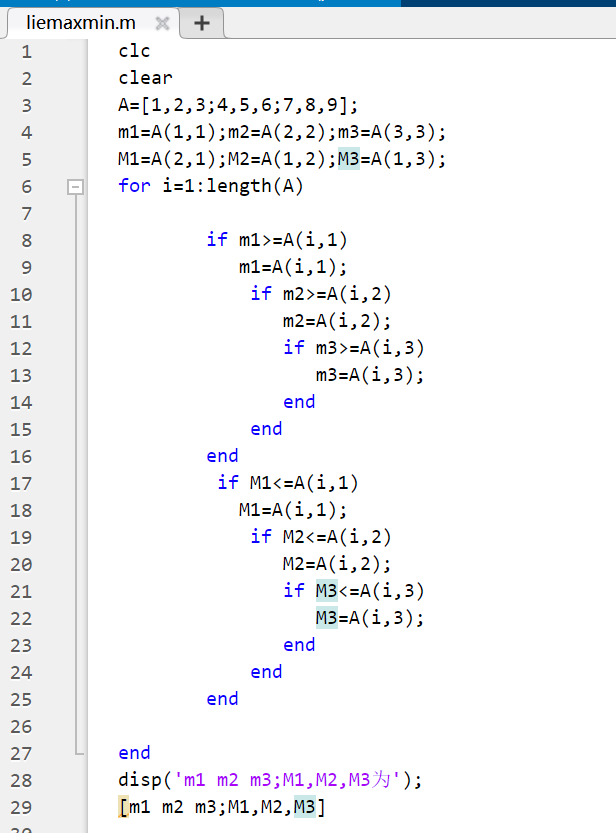 liemaxmin.m
1 clc
2 clear
3 A=[1,2,3;4,5,6;7,8,9];
4 m1=A(1,1);m2=A(2,2);m3=A(3,3);
5 M1=A(2,1);M2=A(1,2);M3=A(1,3);
6 for i=1:length(A)
7
8 if m1>=A(i,1)
9 m1=A(i,1);
10 if m2>=A(i,2)
11 m2=A(i,2);
12 if m3>=A(i,3)
13 m3=A(i,3);
14 end
15 end
16 end
17 if M1<=A(i,1)
18 M1=A(i,1);
19 if M2<=A(i,2)
20 M2=A(i,2);
21 if M3<=A(i,3)
22 M3=A(i,3);
23 end
24 end
25 end
26
27 end
28 disp('m1 m2 m3;M1,M2,M3为');
29 [m1 m2 m3;M1,M2,M3]